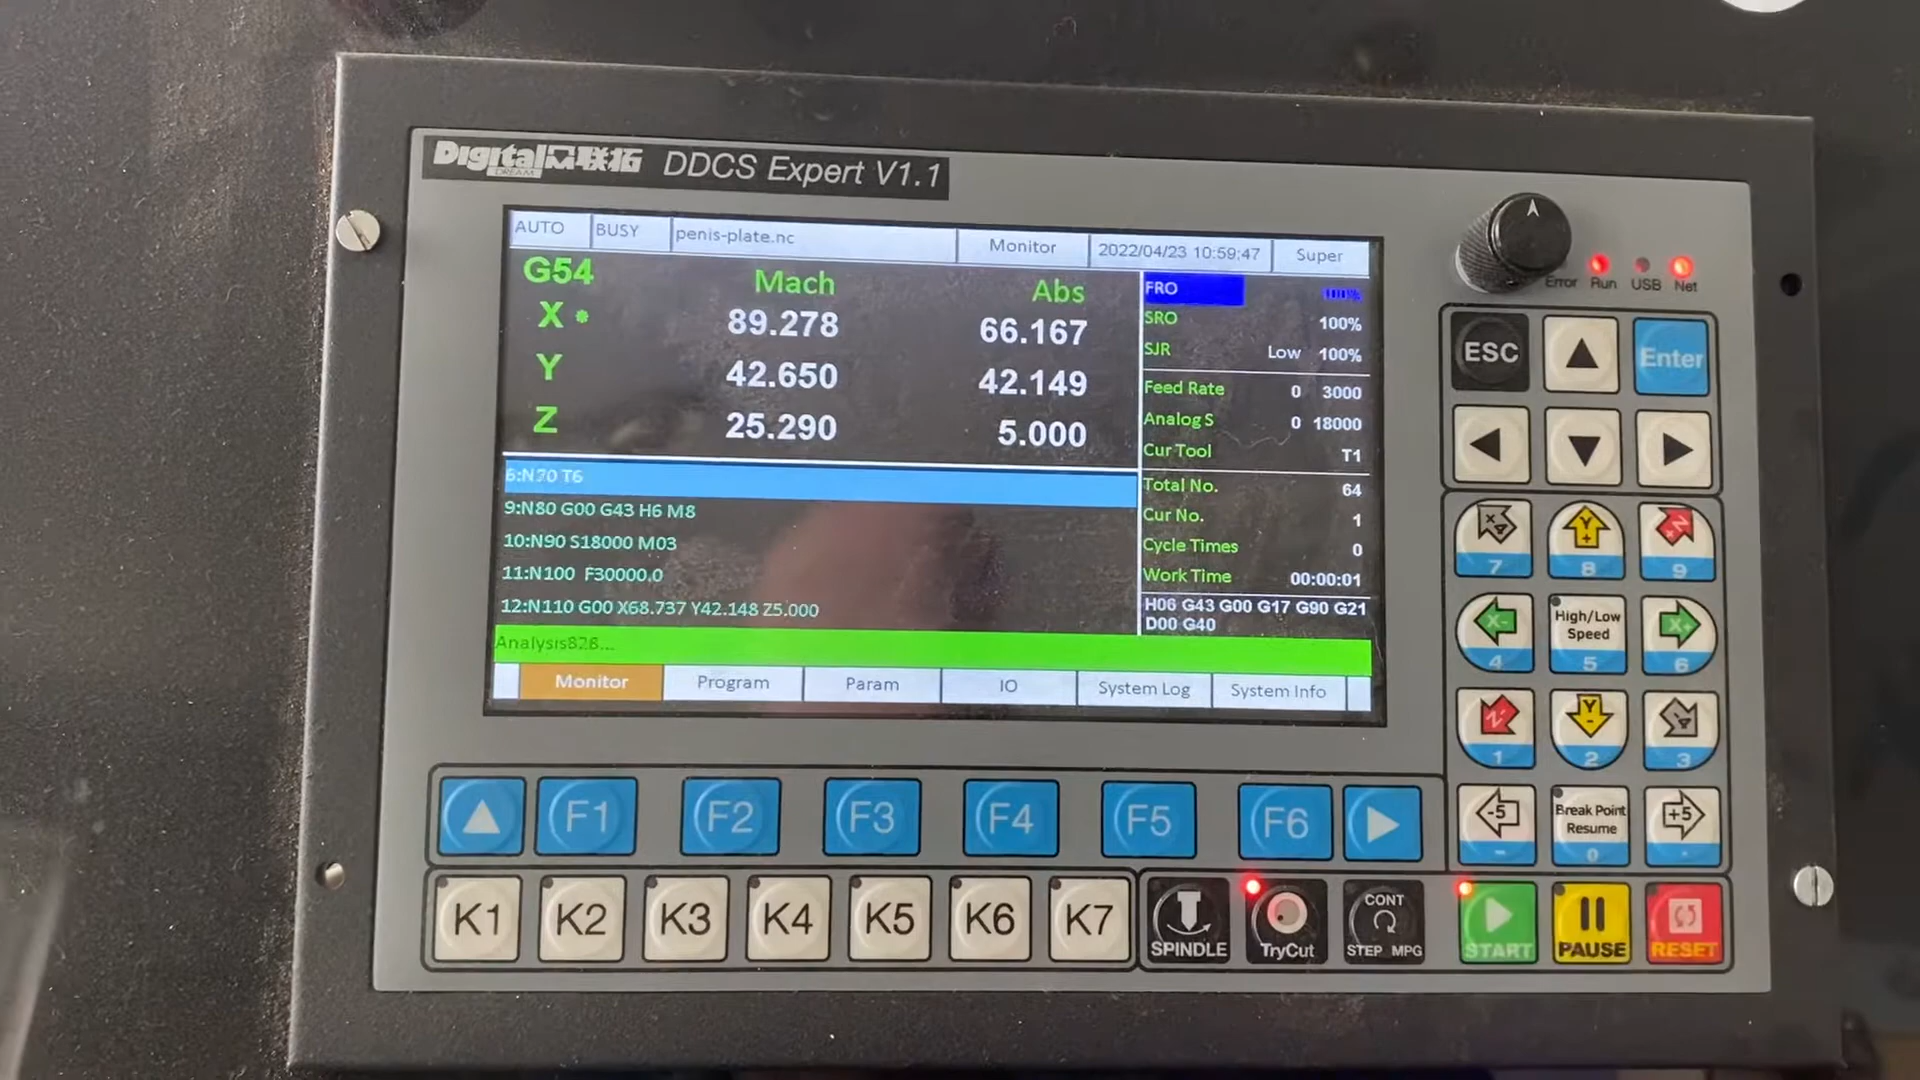 Digital 众联拓 DDCS Expert V1.1
DREAM
AUTO BUSY penis-plate.nc Monitor 2022/04/23 10:59:47 Super
G54 Mach Abs
X 89.278 66.167
Y 42.650 42.149
Z 25.290 5.000
FRO 100%
SRO 100%
SJR Low 100%
Feed Rate 0 3000
Analog S 0 18000
Cur Tool T1
Total No. 64
Cur No. 1
Cycle Times 0
Work Time 00:00:01
H06 G43 G00 G17 G90 G21
D00 G40
6:N70 T6
9:N80 G00 G43 H6 M8
10:N90 S18000 M03
11:N100 F30000.0
12:N110 G00 X68.737 Y42.148 Z5.000
Analysis826...
Monitor Program Param IO System Log System Info
Error Run USB Net
ESC Enter
7 Y+ 8 Z+ 9
X- 4 High/Low Speed 5 X+ 6
Z- 1 Y- 2 3
-5 - Break Point Resume 0 +5 .
F1 F2 F3 F4 F5 F6
K1 K2 K3 K4 K5 K6 K7
SPINDLE TryCut CONT STEP MPG START PAUSE RESET